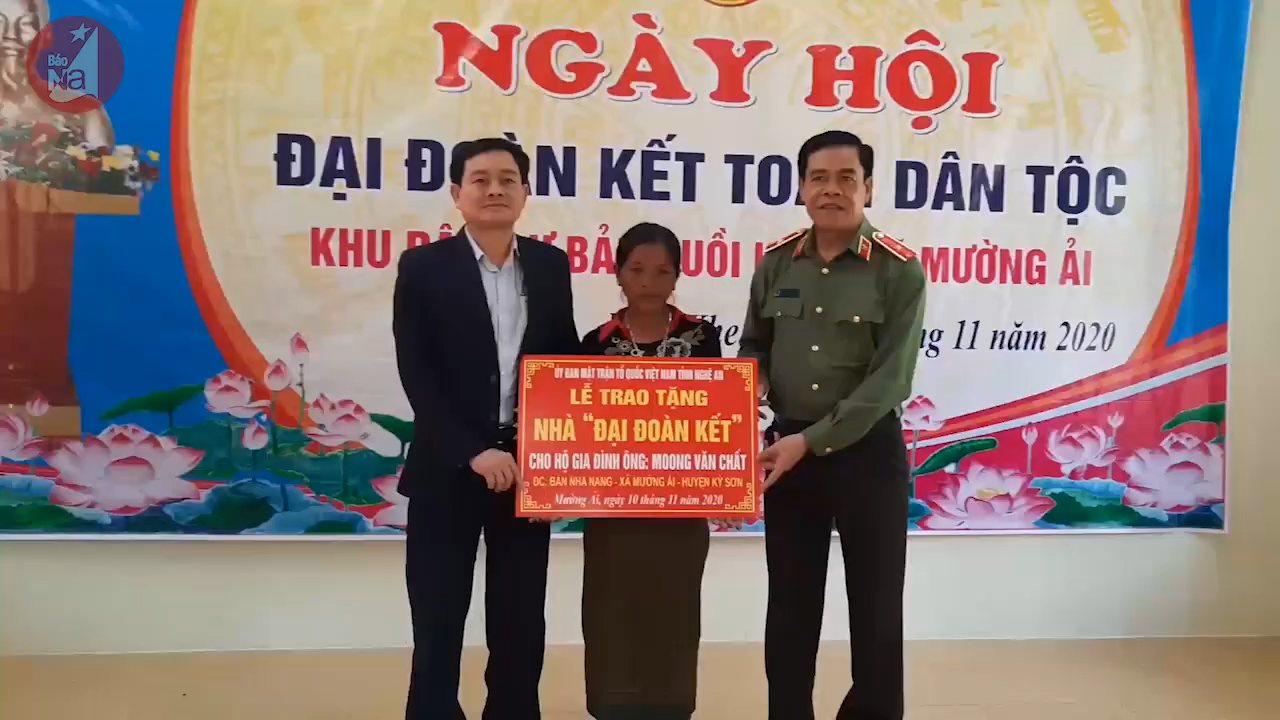 Báo
Na
NGÀY HỘI
ĐẠI ĐOÀN KẾT DÂN TỘC
KHU MƯỜNG ẢI
11 năm 2020
ỦY BAN MẶT TRẬN TỔ QUỐC VIỆT NAM TỈNH NGHỆ AN
LỄ TRAO TẶNG
NHÀ "ĐẠI ĐOÀN KẾT"
CHO HỘ GIA ĐÌNH ÔNG: MOONG VĂN CHẤT
ĐC: BẢN NHA NANG - XÃ MƯỜNG ẢI - HUYỆN KỲ SƠN
Mường Ải, ngày 10 tháng 11 năm 2020